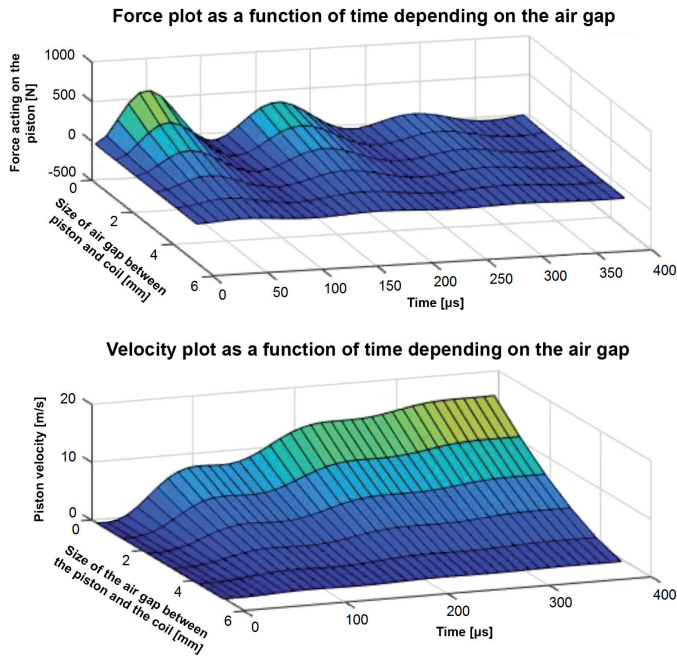 Force plot as a function of time depending on the air gap
Force acting on the
piston [N]
1000
500
0
-500
0
2
4
6
Size of air gap between
piston and coil [mm]
0
50
100
150
200
250
300
350
400
Time [µs]
Velocity plot as a function of time depending on the air gap
Piston velocity [m/s]
20
10
0
0
2
4
6
Size of the air gap between
the piston and the coil [mm]
0
100
200
300
400
Time [µs]